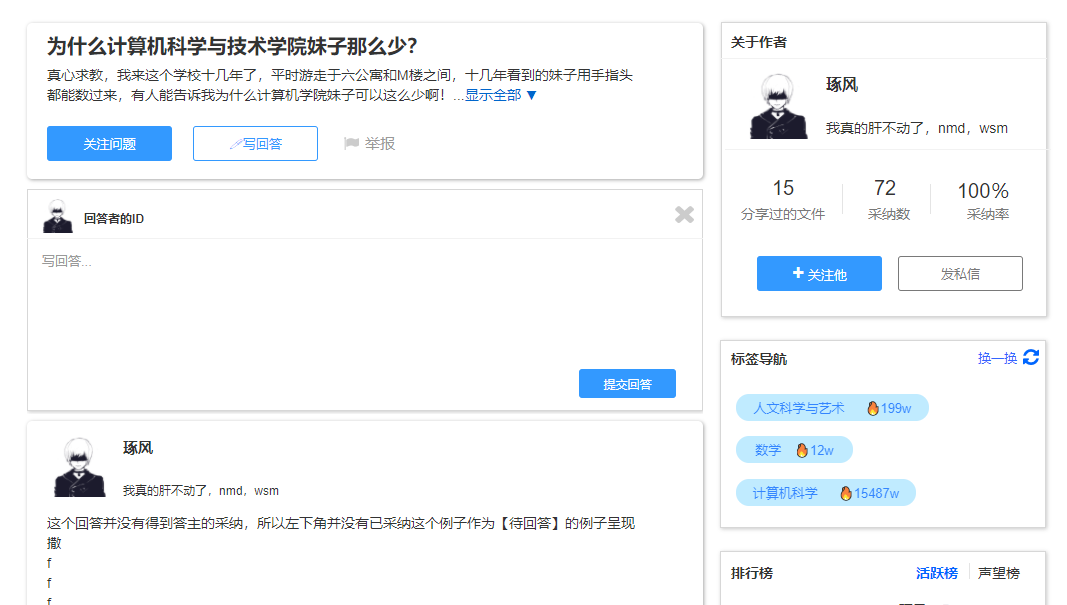 为什么计算机科学与技术学院妹子那么少?
真心求教，我来这个学校十几年了，平时游走于六公寓和M楼之间，十几年看到的妹子用手指头
都能数过来，有人能告诉我为什么计算机学院妹子可以这么少啊！...显示全部 ▼
关注问题
写回答
举报
回答者的ID
写回答...
提交回答
琢风
我真的肝不动了，nmd，wsm
这个回答并没有得到答主的采纳，所以左下角并没有已采纳这个例子作为【待回答】的例子呈现
撒
f
f
f
关于作者
琢风
我真的肝不动了，nmd，wsm
15
72
100%
分享过的文件
采纳数
采纳率
关注他
发私信
标签导航
换一换
人文科学与艺术 🔥199w
数学 🔥12w
计算机科学 🔥15487w
排行榜
活跃榜
声望榜